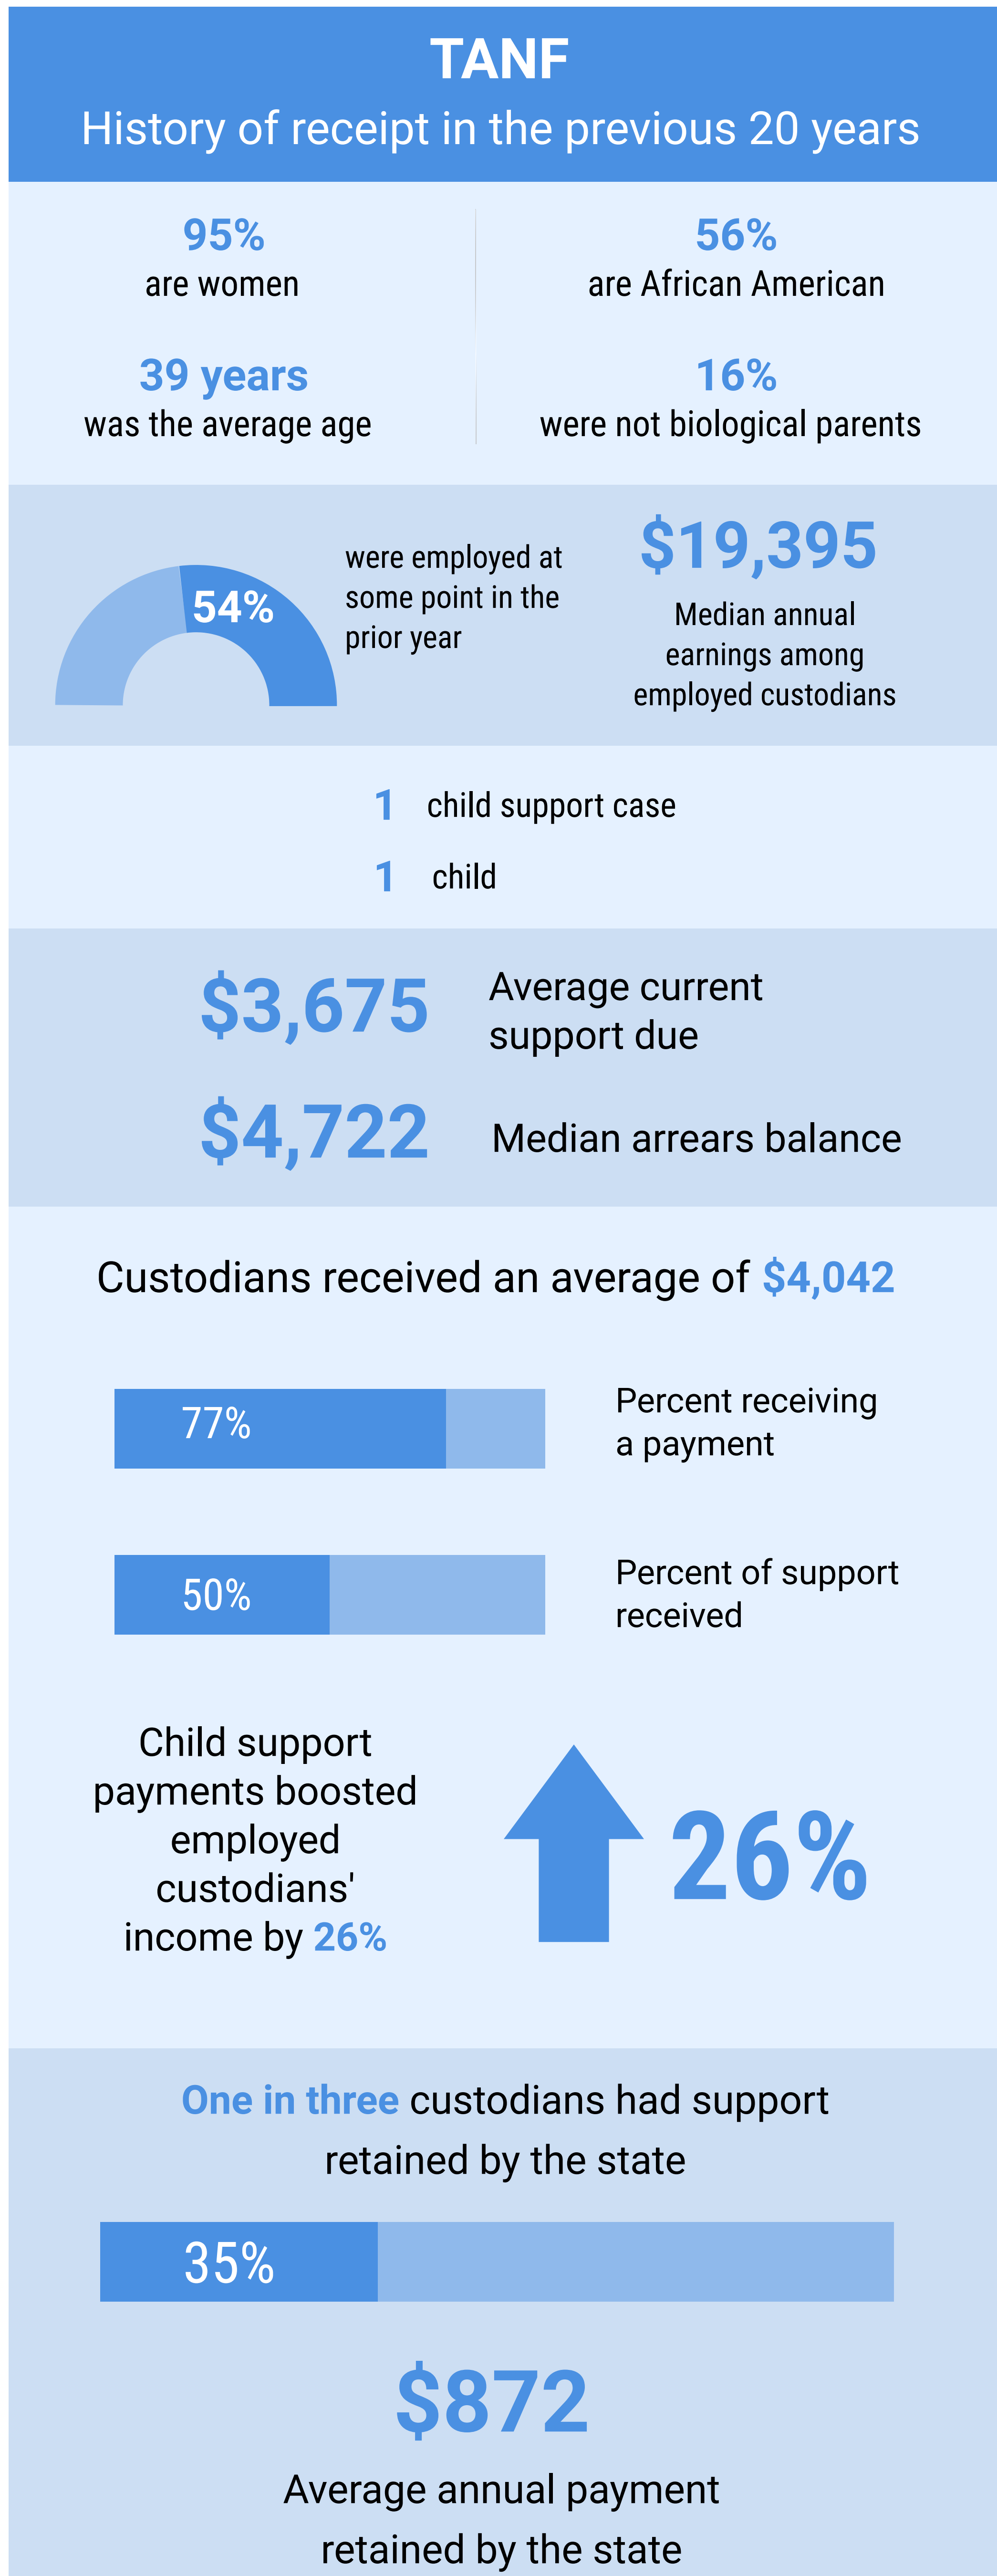 TANF
History of receipt in the previous 20 years
95%
are women
56%
are African American
39 years
was the average age
16%
were not biological parents
54%
were employed at
some point in the
prior year
$19,395
Median annual
earnings among
employed custodians
1 child support case
1 child
$3,675
Average current
support due
$4,722
Median arrears balance
Custodians received an average of $4,042
77%
Percent receiving
a payment
50%
Percent of support
received
Child support
payments boosted
employed
custodians'
income by 26%
26%
One in three custodians had support
retained by the state
35%
$872
Average annual payment
retained by the state